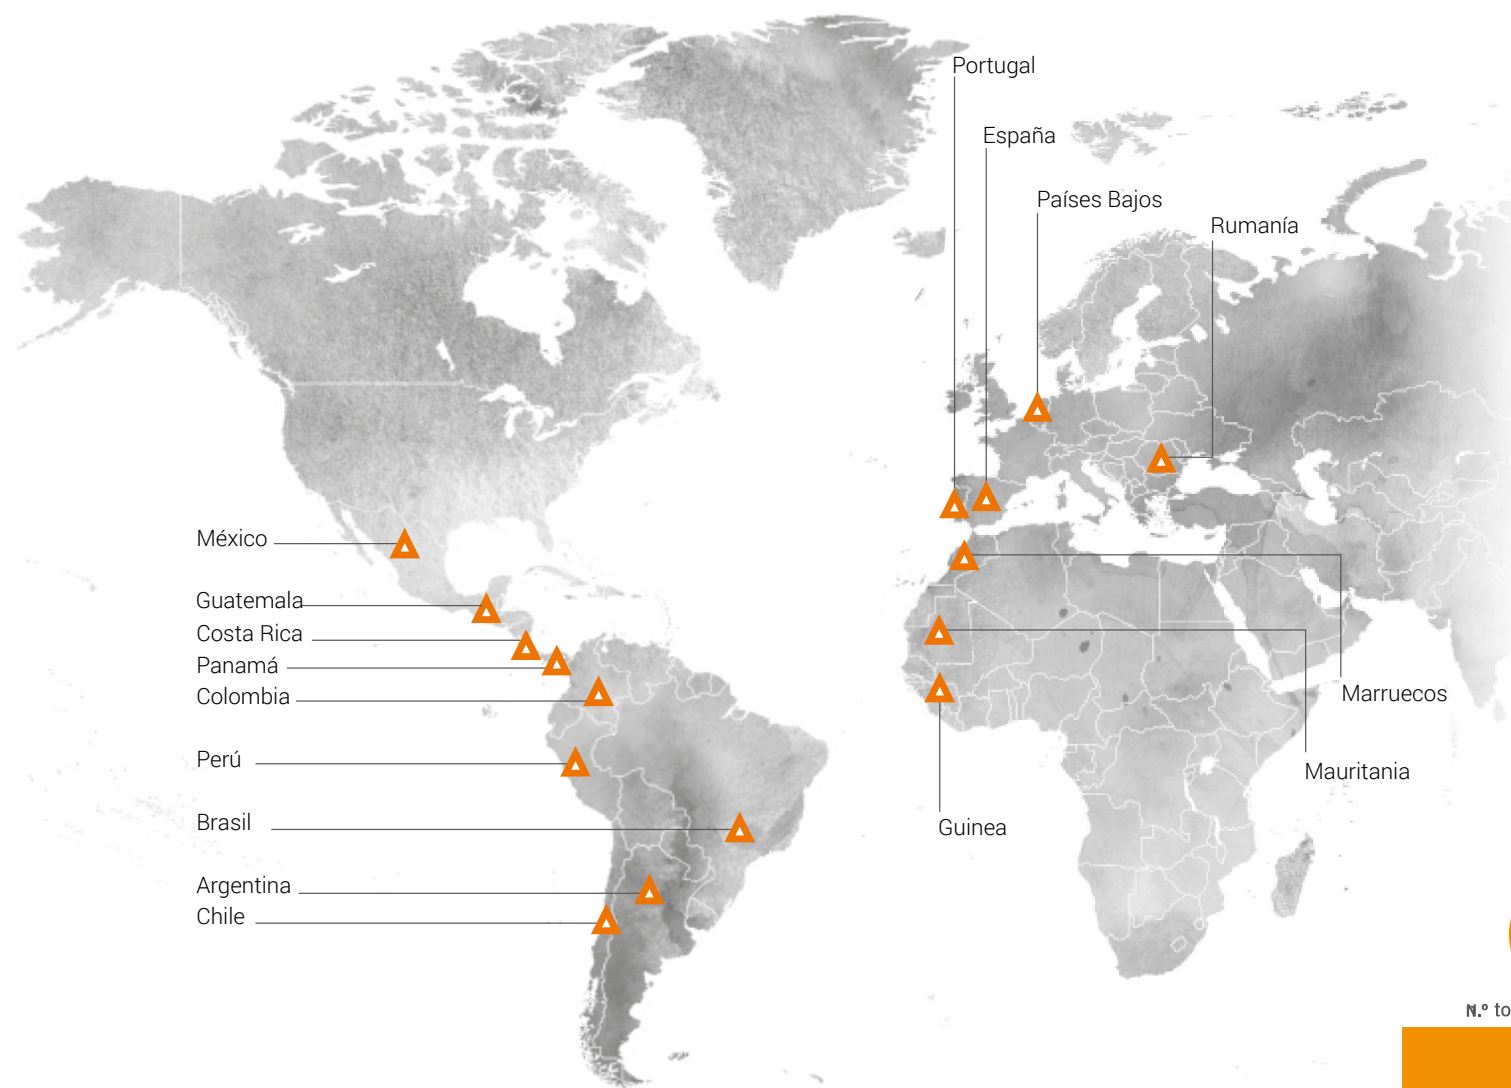 Portugal
España
Países Bajos
Rumanía
México
Guatemala
Costa Rica
Panamá
Colombia
Perú
Brasil
Argentina
Chile
Marruecos
Mauritania
Guinea
N.º to